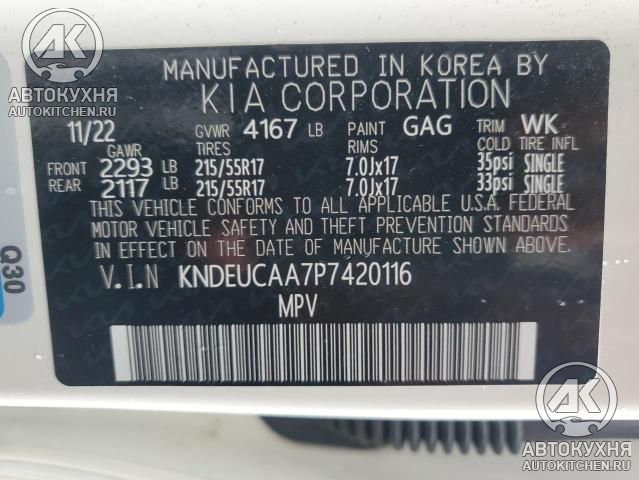 AK
АВТОКУХНЯ
AUTOKITCHEN.RU
MANUFACTURED IN KOREA BY
KIA CORPORATION
11/22 GVWR 4167 LB PAINT GAG TRIM WK
GAWR TIRES RIMS COLD TIRE INFL
FRONT 2293 LB 215/55R17 7.0Jx17 35psi SINGLE
REAR 2117 LB 215/55R17 7.0Jx17 33psi SINGLE
THIS VEHICLE CONFORMS TO ALL APPLICABLE U.S.A. FEDERAL
MOTOR VEHICLE SAFETY AND THEFT PREVENTION STANDARDS
IN EFFECT ON THE DATE OF MANUFACTURE SHOWN ABOVE.
V.I.N KNDEUCAA7P7420116
MPV
Q30
AK
АВТОКУХНЯ
AUTOKITCHEN.RU